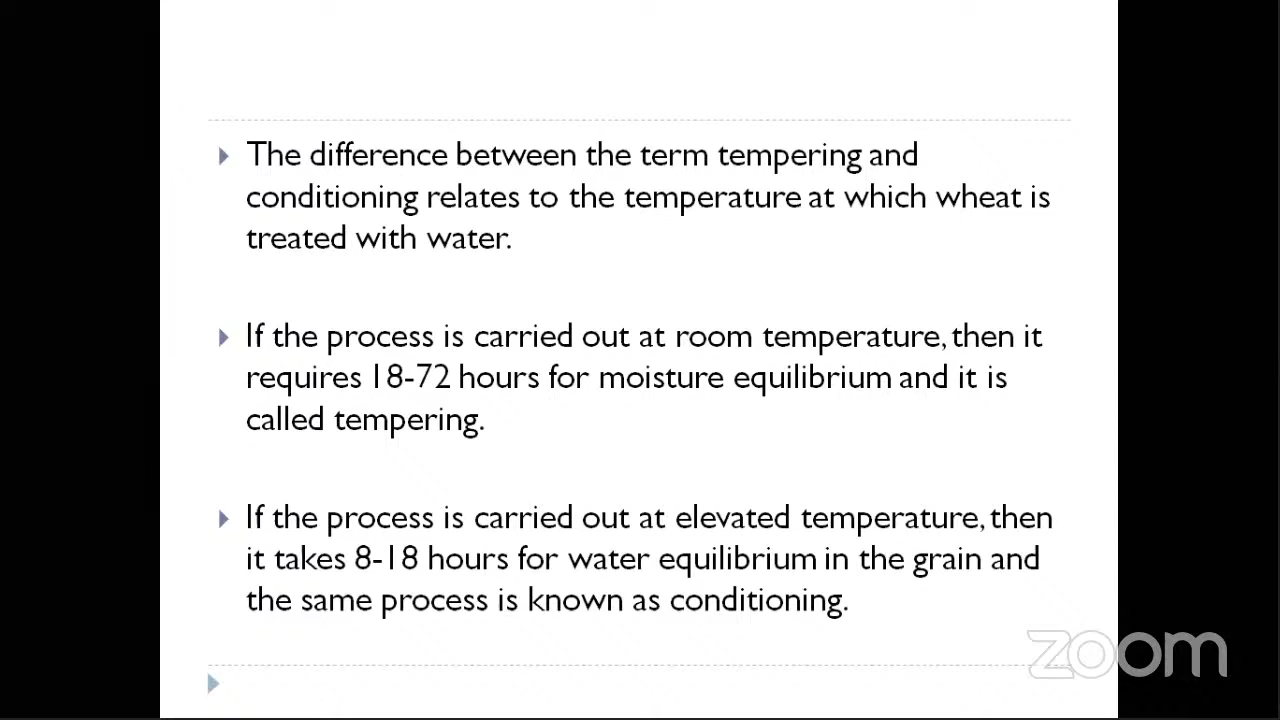 The difference between the term tempering and
conditioning relates to the temperature at which wheat is
treated with water.
If the process is carried out at room temperature, then it
requires 18-72 hours for moisture equilibrium and it is
called tempering.
If the process is carried out at elevated temperature, then
it takes 8-18 hours for water equilibrium in the grain and
the same process is known as conditioning.
zoom